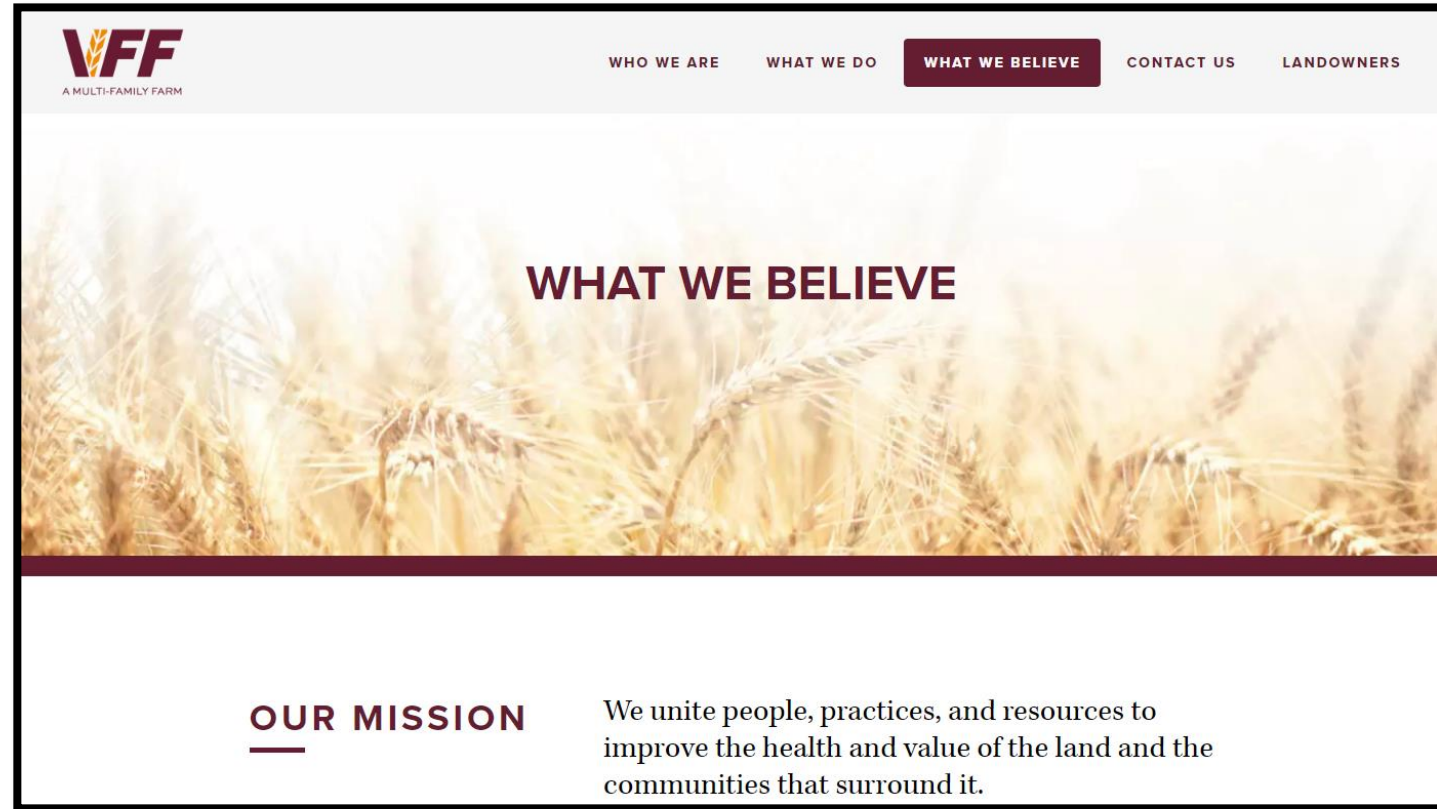 VFF
A MULTI-FAMILY FARM
WHO WE ARE
WHAT WE DO
WHAT WE BELIEVE
CONTACT US
LANDOWNERS
WHAT WE BELIEVE
OUR MISSION
We unite people, practices, and resources to
improve the health and value of the land and the
communities that surround it.